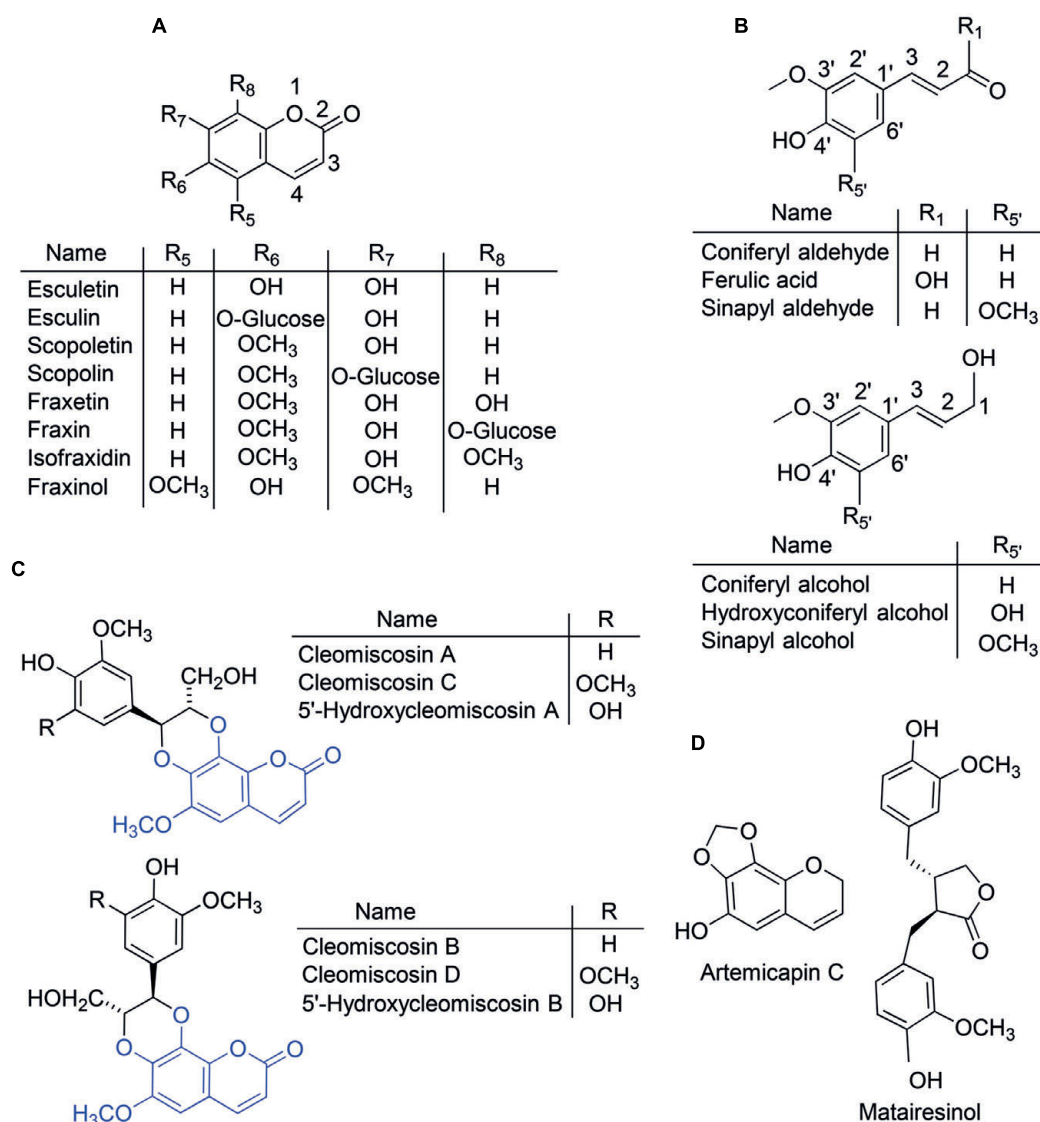 A
R8
R7
R6
R5
O
O
1
2
3
4
Name R5 R6 R7 R8
Esculetin H OH OH H
Esculin H O-Glucose OH H
Scopoletin H OCH3 OH H
Scopolin H OCH3 O-Glucose H
Fraxetin H OCH3 OH OH
Fraxin H OCH3 OH O-Glucose
Isofraxidin H OCH3 OH OCH3
Fraxinol OCH3 OH OCH3 H
B
R1
O
3' 2' 1' 3 2
O
HO 4' 6'
R5'
Name R1 R5'
Coniferyl aldehyde H H
Ferulic acid OH H
Sinapyl aldehyde H OCH3
OH
O
3' 2' 1' 3 2 1
HO 4' 6'
R5'
Name R5'
Coniferyl alcohol H
Hydroxyconiferyl alcohol OH
Sinapyl alcohol OCH3
C
OCH3
HO
R
CH2OH
O
O
O
O
H3CO
Name R
Cleomiscosin A H
Cleomiscosin C OCH3
5'-Hydroxycleomiscosin A OH
OH
R
OCH3
HOH2C
O
O
O
O
H3CO
Name R
Cleomiscosin B H
Cleomiscosin D OCH3
5'-Hydroxycleomiscosin B OH
D
O
O
O
HO
Artemicapin C
OH
OCH3
O
O
OCH3
OH
Matairesinol